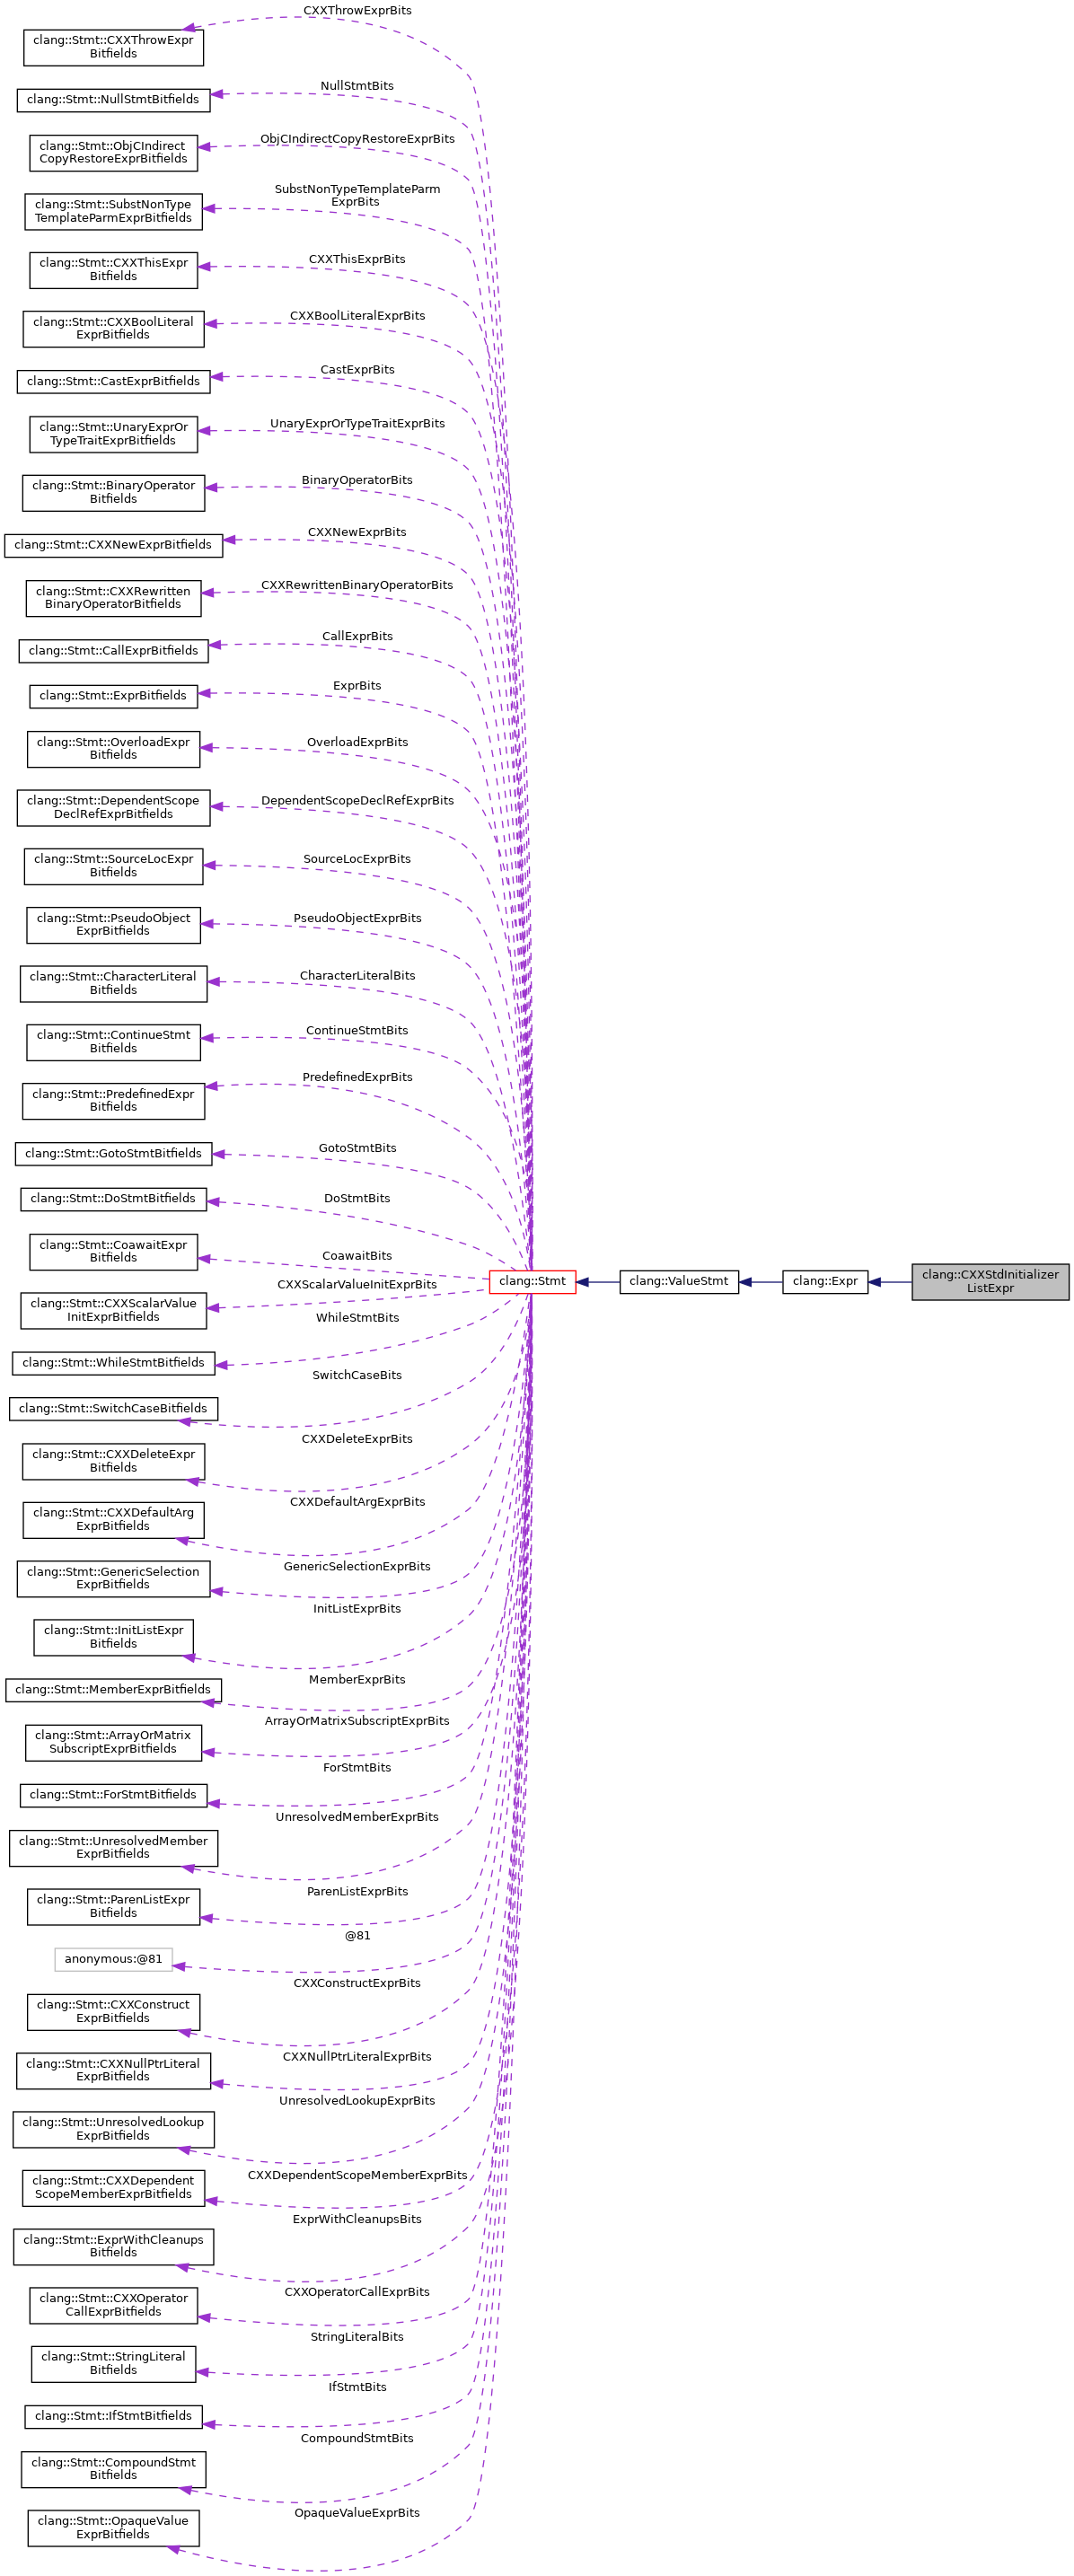 CXXThrowExprBits
clang::Stmt::CXXThrowExpr
Bitfields
NullStmtBits
clang::Stmt::NullStmtBitfields
ObjCIndirectCopyRestoreExprBits
clang::Stmt::ObjCIndirect
CopyRestoreExprBitfields
SubstNonTypeTemplateParm
ExprBits
clang::Stmt::SubstNonType
TemplateParmExprBitfields
CXXThisExprBits
clang::Stmt::CXXThisExpr
Bitfields
CXXBoolLiteralExprBits
clang::Stmt::CXXBoolLiteral
ExprBitfields
CastExprBits
clang::Stmt::CastExprBitfields
UnaryExprOrTypeTraitExprBits
clang::Stmt::UnaryExprOr
TypeTraitExprBitfields
BinaryOperatorBits
clang::Stmt::BinaryOperator
Bitfields
CXXNewExprBits
clang::Stmt::CXXNewExprBitfields
CXXRewrittenBinaryOperatorBits
clang::Stmt::CXXRewritten
BinaryOperatorBitfields
CallExprBits
clang::Stmt::CallExprBitfields
ExprBits
clang::Stmt::ExprBitfields
OverloadExprBits
clang::Stmt::OverloadExpr
Bitfields
DependentScopeDeclRefExprBits
clang::Stmt::DependentScope
DeclRefExprBitfields
SourceLocExprBits
clang::Stmt::SourceLocExpr
Bitfields
PseudoObjectExprBits
clang::Stmt::PseudoObject
ExprBitfields
CharacterLiteralBits
clang::Stmt::CharacterLiteral
Bitfields
ContinueStmtBits
clang::Stmt::ContinueStmt
Bitfields
PredefinedExprBits
clang::Stmt::PredefinedExpr
Bitfields
GotoStmtBits
clang::Stmt::GotoStmtBitfields
DoStmtBits
clang::Stmt::DoStmtBitfields
CoawaitBits
clang::Stmt::CoawaitExpr
Bitfields
clang::Stmt
clang::ValueStmt
clang::Expr
clang::CXXStdInitializer
ListExpr
CXXScalarValueInitExprBits
clang::Stmt::CXXScalarValue
InitExprBitfields
WhileStmtBits
clang::Stmt::WhileStmtBitfields
SwitchCaseBits
clang::Stmt::SwitchCaseBitfields
CXXDeleteExprBits
clang::Stmt::CXXDeleteExpr
Bitfields
CXXDefaultArgExprBits
clang::Stmt::CXXDefaultArg
ExprBitfields
GenericSelectionExprBits
clang::Stmt::GenericSelection
ExprBitfields
InitListExprBits
clang::Stmt::InitListExpr
Bitfields
MemberExprBits
clang::Stmt::MemberExprBitfields
ArrayOrMatrixSubscriptExprBits
clang::Stmt::ArrayOrMatrix
SubscriptExprBitfields
ForStmtBits
clang::Stmt::ForStmtBitfields
UnresolvedMemberExprBits
clang::Stmt::UnresolvedMember
ExprBitfields
ParenListExprBits
clang::Stmt::ParenListExpr
Bitfields
@81
anonymous:@81
CXXConstructExprBits
clang::Stmt::CXXConstruct
ExprBitfields
CXXNullPtrLiteralExprBits
clang::Stmt::CXXNullPtrLiteral
ExprBitfields
UnresolvedLookupExprBits
clang::Stmt::UnresolvedLookup
ExprBitfields
CXXDependentScopeMemberExprBits
clang::Stmt::CXXDependent
ScopeMemberExprBitfields
ExprWithCleanupsBits
clang::Stmt::ExprWithCleanups
Bitfields
CXXOperatorCallExprBits
clang::Stmt::CXXOperator
CallExprBitfields
StringLiteralBits
clang::Stmt::StringLiteral
Bitfields
IfStmtBits
clang::Stmt::IfStmtBitfields
CompoundStmtBits
clang::Stmt::CompoundStmt
Bitfields
OpaqueValueExprBits
clang::Stmt::OpaqueValue
ExprBitfields